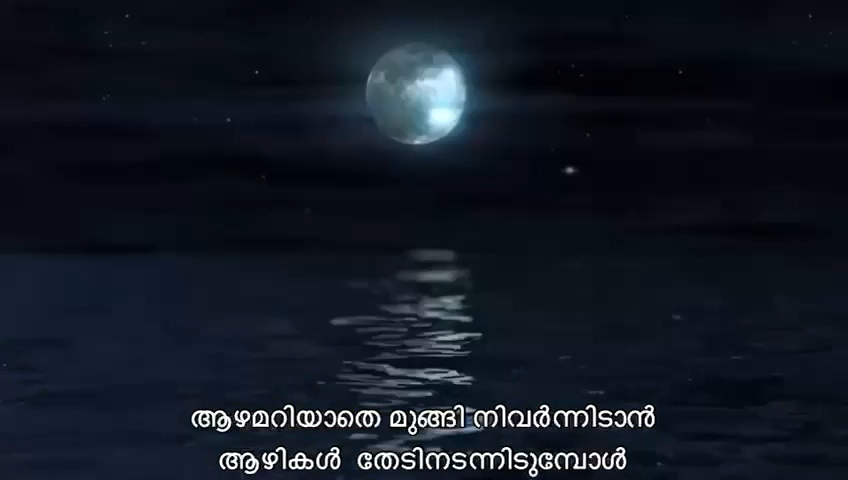 ആഴമറിയാതെ മുങ്ങി നിവർന്നിടാൻ
ആഴികൾ തേടിനടന്നിടുമ്പോൾ